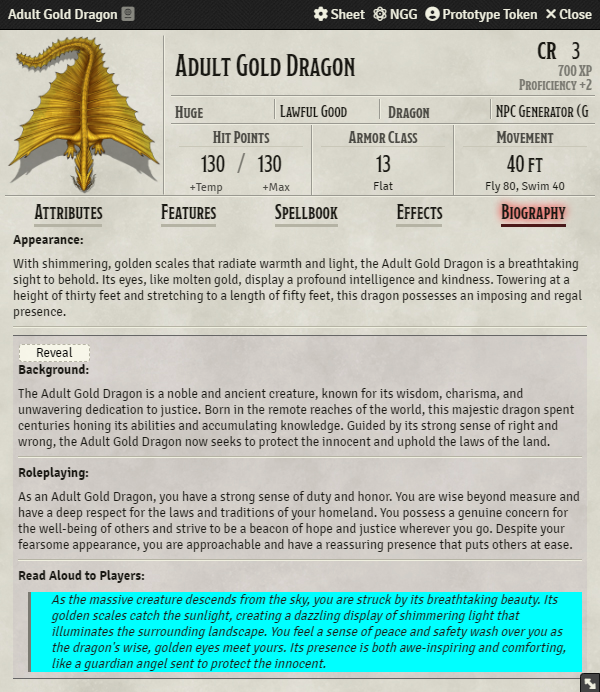 Adult Gold Dragon Sheet NGG Prototype Token Close
Adult Gold Dragon
CR 3
700 XP
Proficiency +2
Huge Lawful Good Dragon NPC Generator (G
Hit Points Armor Class Movement
130 / 130 13 40 ft
+Temp +Max Flat Fly 80, Swim 40
Attributes Features Spellbook Effects Biography
Appearance:
With shimmering, golden scales that radiate warmth and light, the Adult Gold Dragon is a breathtaking
sight to behold. Its eyes, like molten gold, display a profound intelligence and kindness. Towering at a
height of thirty feet and stretching to a length of fifty feet, this dragon possesses an imposing and regal
presence.
Reveal
Background:
The Adult Gold Dragon is a noble and ancient creature, known for its wisdom, charisma, and
unwavering dedication to justice. Born in the remote reaches of the world, this majestic dragon spent
centuries honing its abilities and accumulating knowledge. Guided by its strong sense of right and
wrong, the Adult Gold Dragon now seeks to protect the innocent and uphold the laws of the land.
Roleplaying:
As an Adult Gold Dragon, you have a strong sense of duty and honor. You are wise beyond measure and
have a deep respect for the laws and traditions of your homeland. You possess a genuine concern for
the well-being of others and strive to be a beacon of hope and justice wherever you go. Despite your
fearsome appearance, you are approachable and have a reassuring presence that puts others at ease.
Read Aloud to Players:
As the massive creature descends from the sky, you are struck by its breathtaking beauty. Its
golden scales catch the sunlight, creating a dazzling display of shimmering light that
illuminates the surrounding landscape. You feel a sense of peace and safety wash over you as
the dragon's wise, golden eyes meet yours. Its presence is both awe-inspiring and comforting,
like a guardian angel sent to protect the innocent.